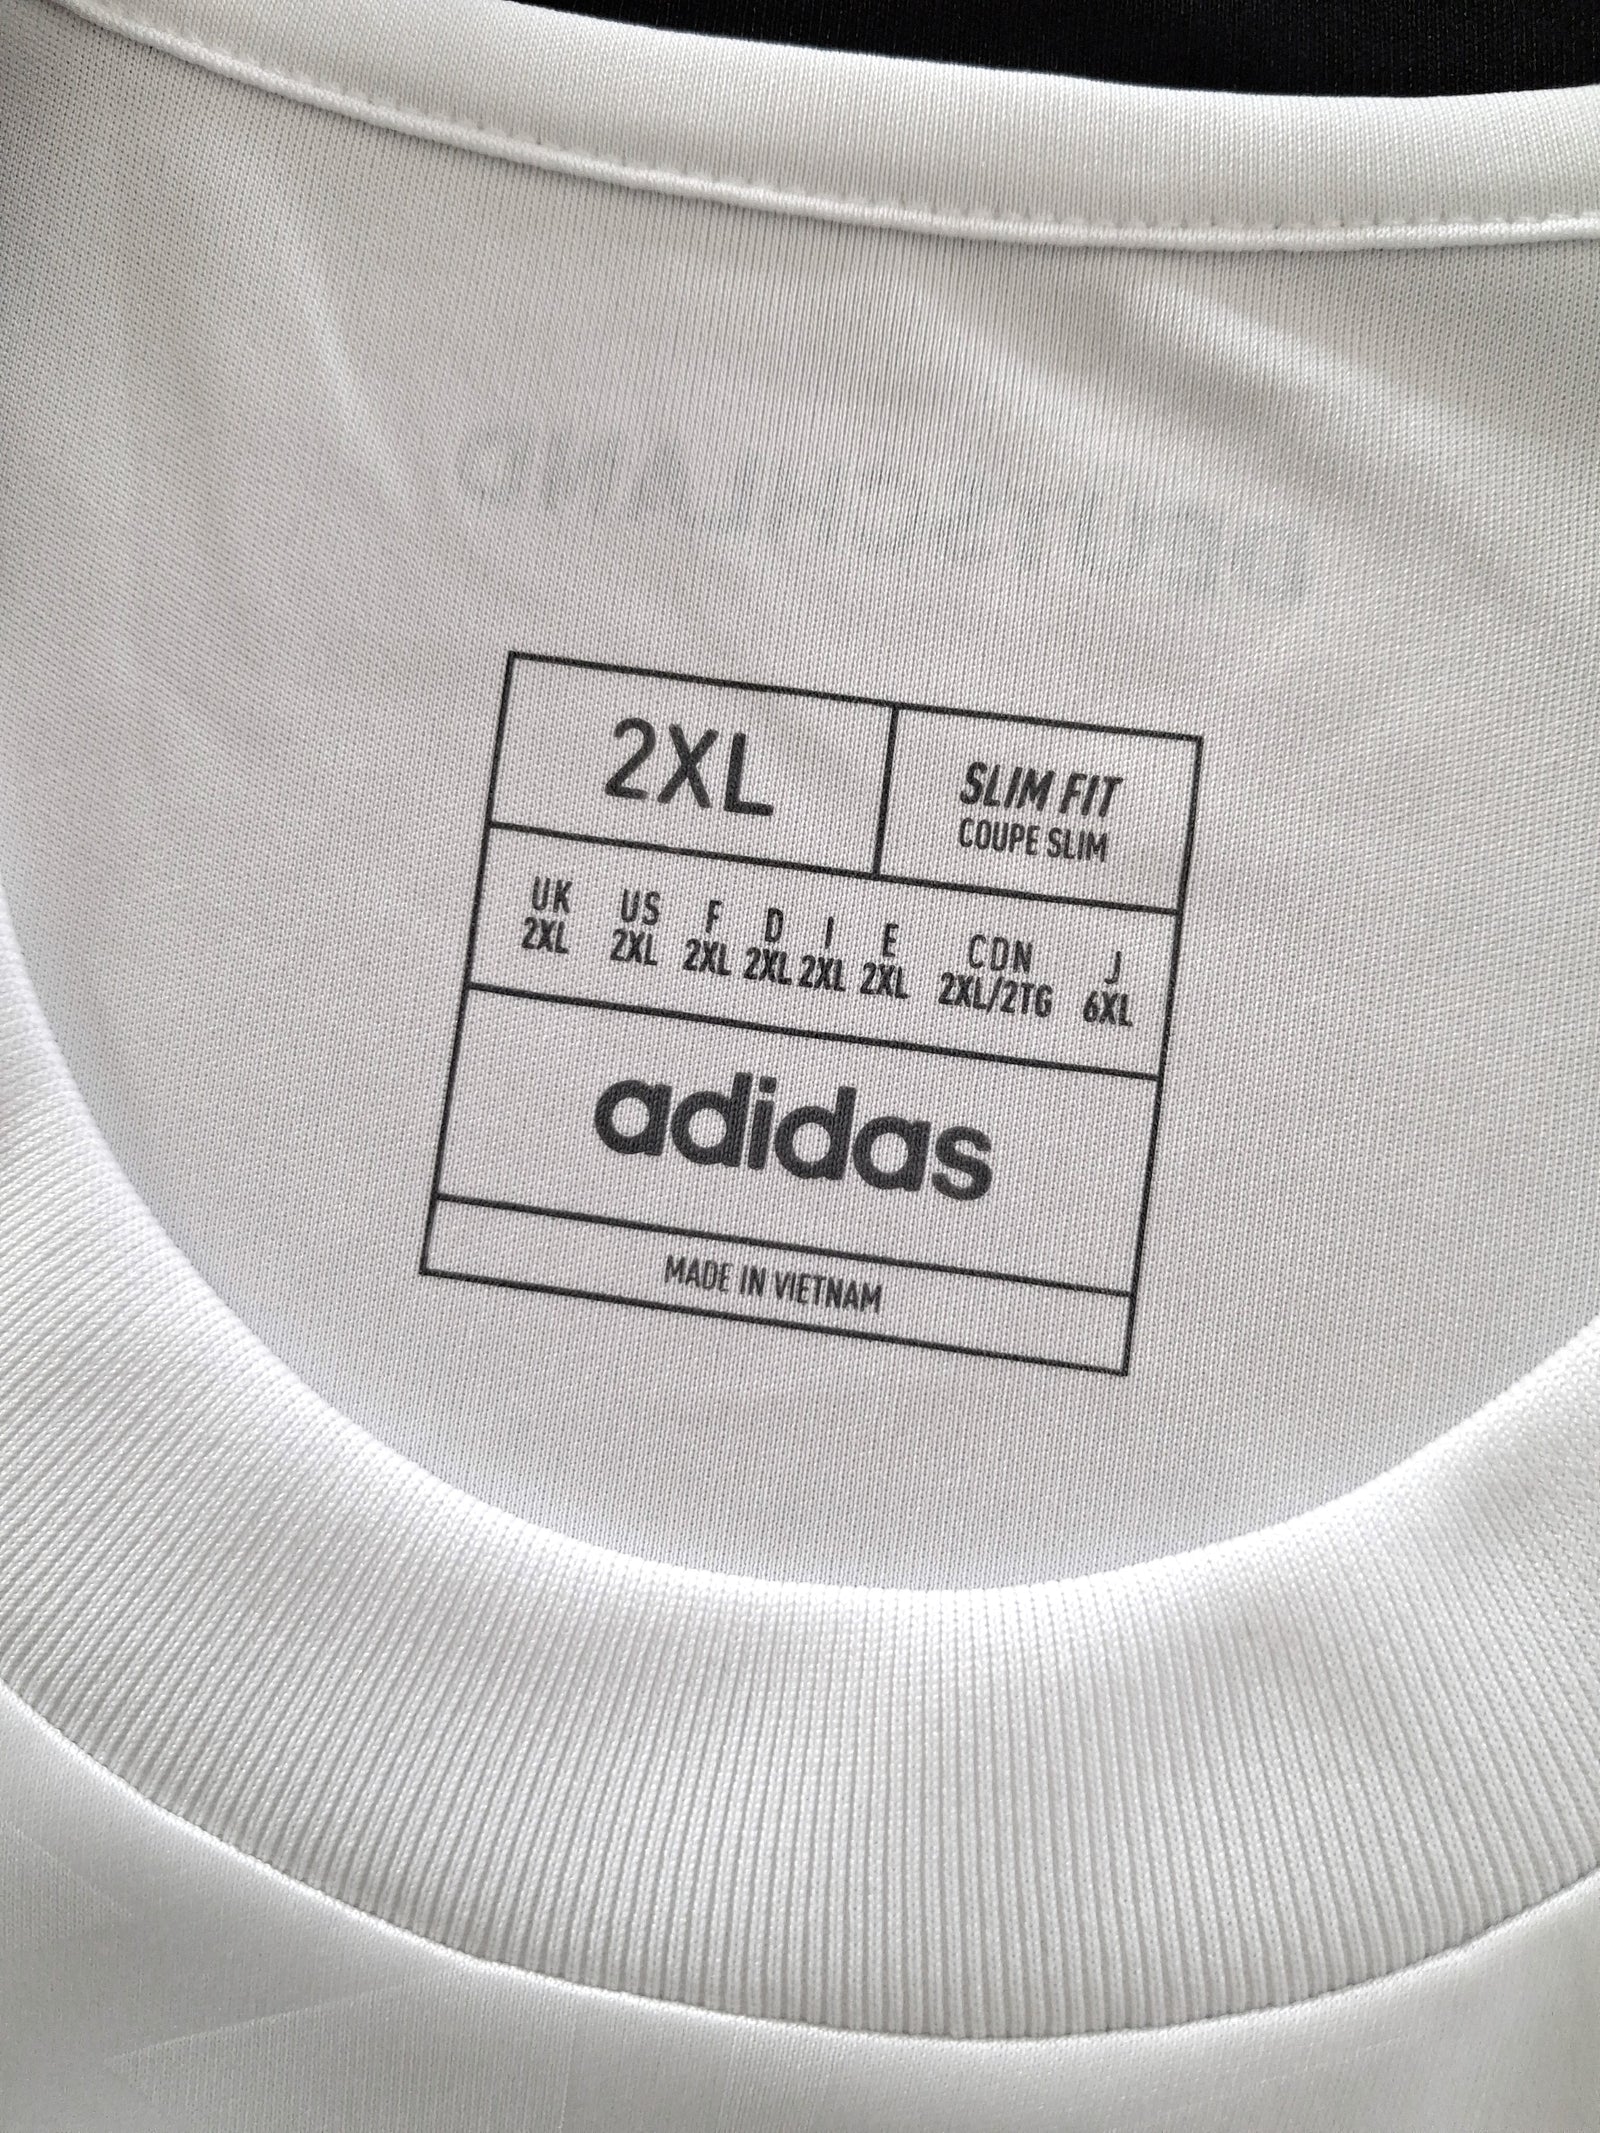 DEUTSCHLAND
2XL
SLIM FIT
COUPE SLIM
UK US F D I E CDN J
2XL 2XL 2XL 2XL 2XL 2XL 2XL/2TG 6XL
adidas
MADE IN VIETNAM